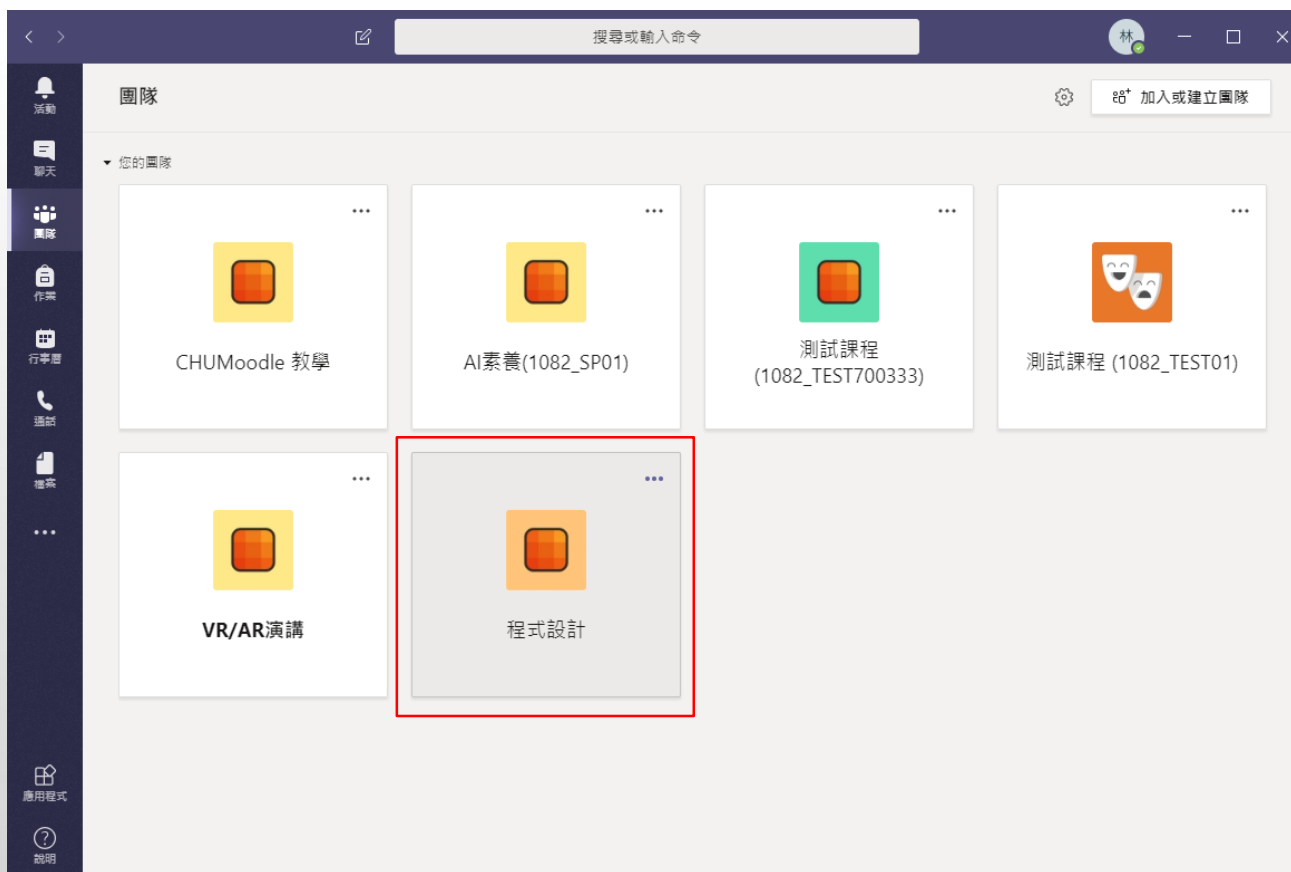 搜尋或輸入命令
林
活動
聊天
團隊
作業
行事曆
通話
檔案
應用程式
說明
團隊
加入或建立團隊
您的團隊
CHUMoodle 教學
AI素養(1082_SP01)
測試課程
(1082_TEST700333)
測試課程 (1082_TEST01)
VR/AR演講
程式設計